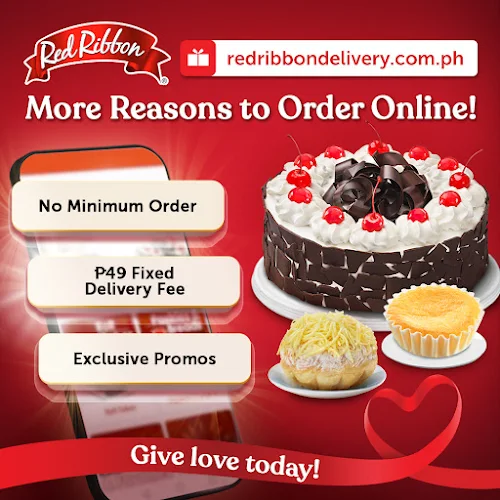 Red Ribbon®
redribbondelivery.com.ph
More Reasons to Order Online!
No Minimum Order
₱49 Fixed
Delivery Fee
Exclusive Promos
Give love today!